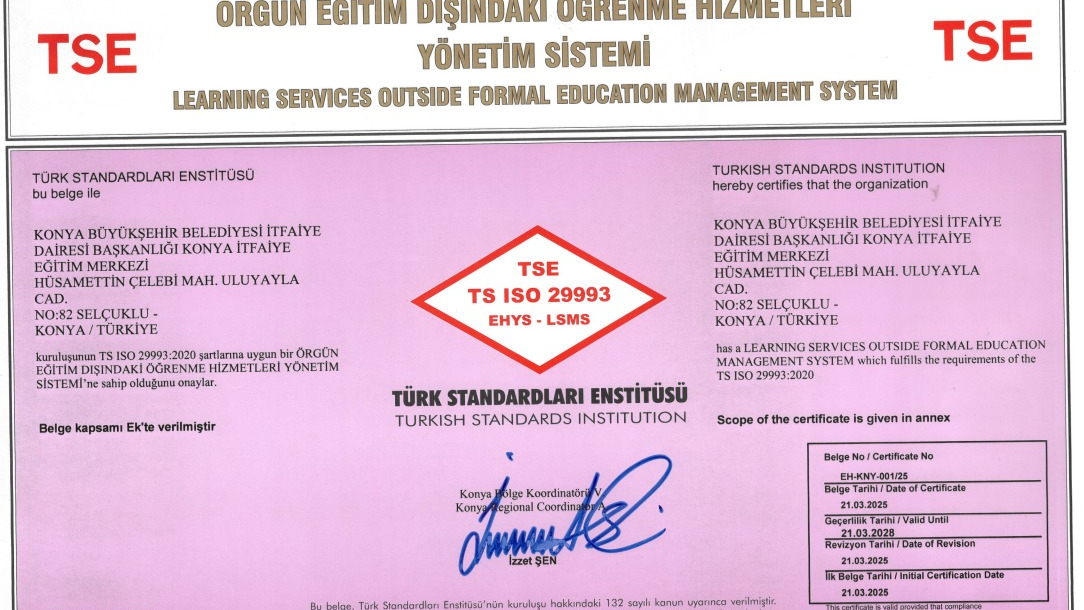 ÖRGÜN EĞİTİM DIŞINDAKİ ÖĞRENME HİZMETLERİ
TSE
TSE
YÖNETİM SİSTEMİ
LEARNING SERVICES OUTSIDE FORMAL EDUCATION MANAGEMENT SYSTEM
TÜRK STANDARDLARI ENSTİTÜSÜ
bu belge ile
KONYA BÜYÜKŞEHİR BELEDİYESİ İTFAİYE
DAİRESİ BAŞKANLIĞI KONYA İTFAİYE
EĞİTİM MERKEZİ
HÜSAMETTİN ÇELEBİ MAH. ULUYAYLA
CAD.
NO:82 SELÇUKLU -
KONYA / TÜRKİYE
kuruluşunun TS ISO 29993:2020 şartlarına uygun bir ÖRGÜN
EĞİTİM DIŞINDAKİ ÖĞRENME HİZMETLERİ YÖNETİM
SİSTEMİ'ne sahip olduğunu onaylar.
Belge kapsamı Ek'te verilmiştir
TSE
TS ISO 29993
EHYS - LSMS
TÜRK STANDARDLARI ENSTİTÜSÜ
TURKISH STANDARDS INSTITUTION
Konya Bölge Koordinatörü V.
Konya Regional Coordinator A.
İzzet ŞEN
TURKISH STANDARDS INSTITUTION
hereby certifies that the organization
KONYA BÜYÜKŞEHİR BELEDİYESİ İTFAİYE
DAİRESİ BAŞKANLIĞI KONYA İTFAİYE
EĞİTİM MERKEZİ
HÜSAMETTİN ÇELEBİ MAH. ULUYAYLA
CAD.
NO:82 SELÇUKLU -
KONYA / TÜRKİYE
has a LEARNING SERVICES OUTSIDE FORMAL EDUCATION
MANAGEMENT SYSTEM which fulfills the requirements of the
TS ISO 29993:2020
Scope of the certificate is given in annex
Belge No / Certificate No
EH-KNY-001/25
Belge Tarihi / Date of Certificate
21.03.2025
Geçerlilik Tarihi / Valid Until
21.03.2028
Revizyon Tarihi / Date of Revision
21.03.2025
İlk Belge Tarihi / Initial Certification Date
21.03.2025
Bu belge, Türk Standardları Enstitüsü'nün kuruluşu hakkındaki 132 sayılı kanun uyarınca verilmiştir.
This certificate is valid provided that compliance